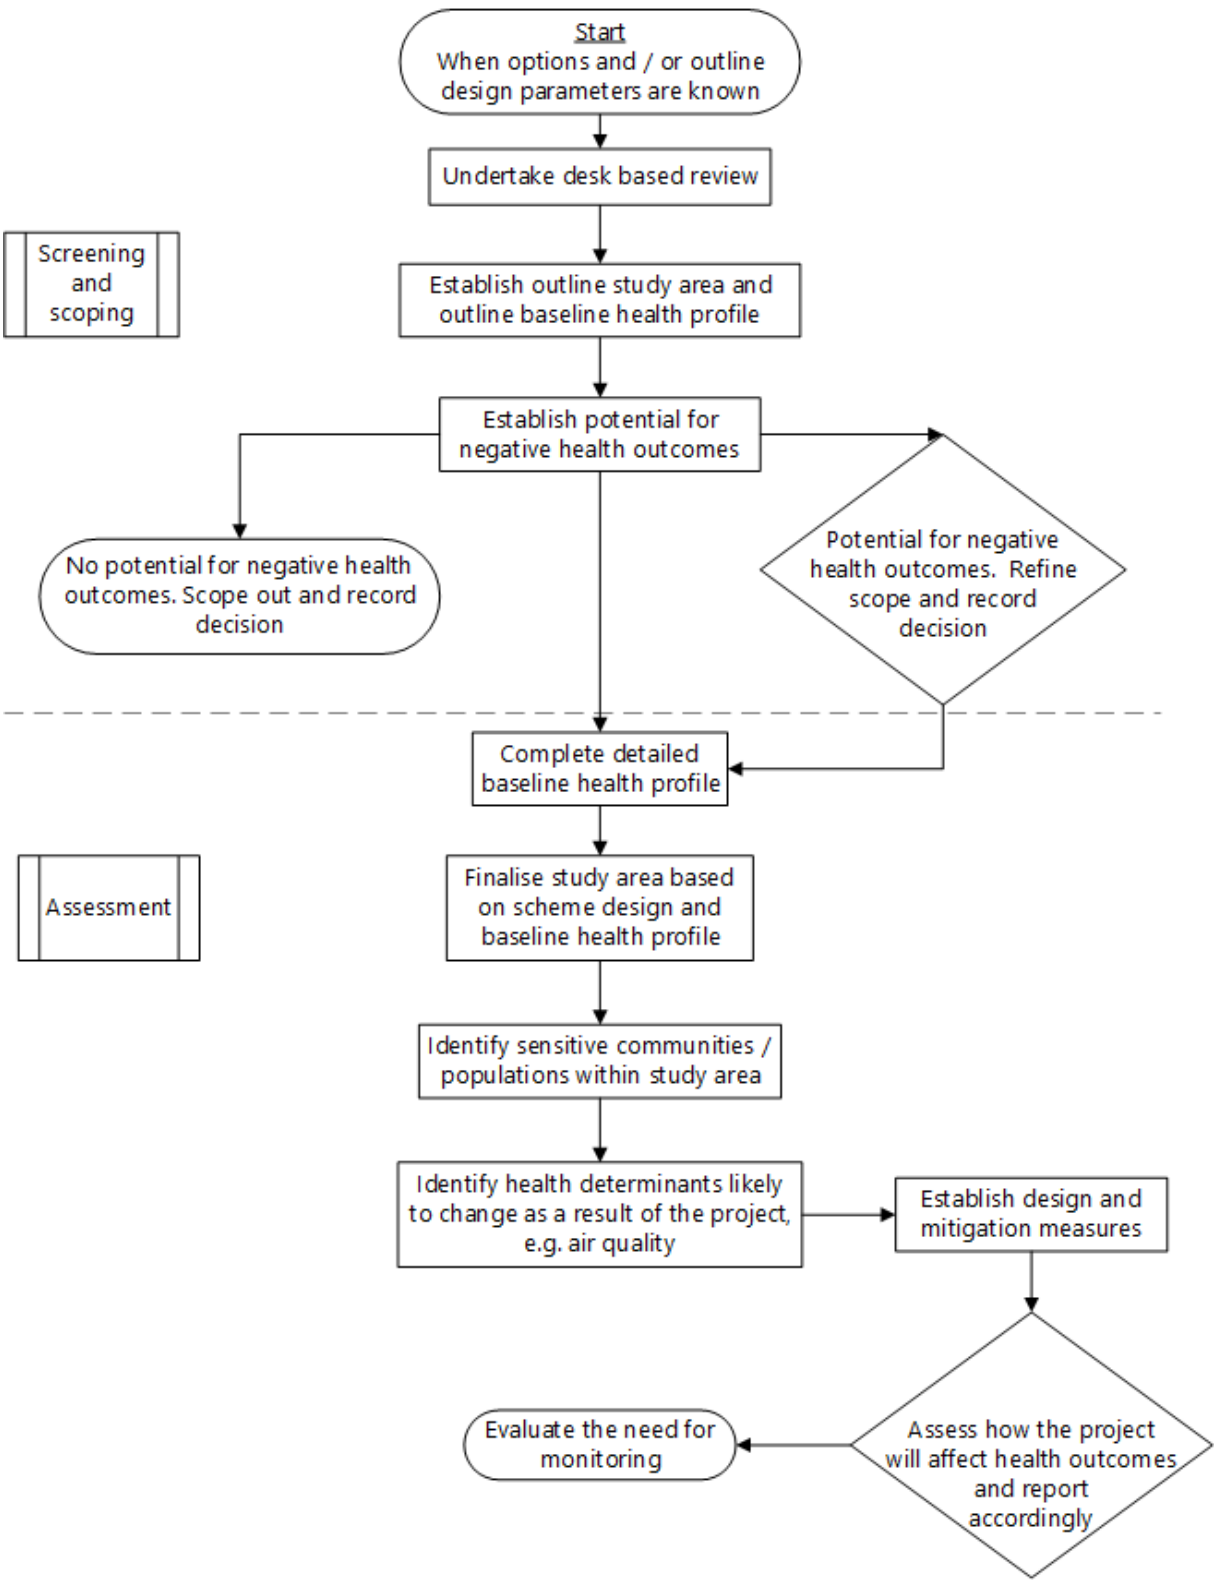 Start
When options and / or outline
design parameters are known
Undertake desk based review
Screening
and
scoping
Establish outline study area and
outline baseline health profile
Establish potential for
negative health outcomes
No potential for negative health
outcomes. Scope out and record
decision
Potential for negative
health outcomes.  Refine
scope and record
decision
Complete detailed
baseline health profile
Assessment
Finalise study area based
on scheme design and
baseline health profile
Identify sensitive communities /
populations within study area
Identify health determinants likely
to change as a result of the project,
e.g. air quality
Establish design and
mitigation measures
Assess how the project
will affect health outcomes
and report
accordingly
Evaluate the need for
monitoring